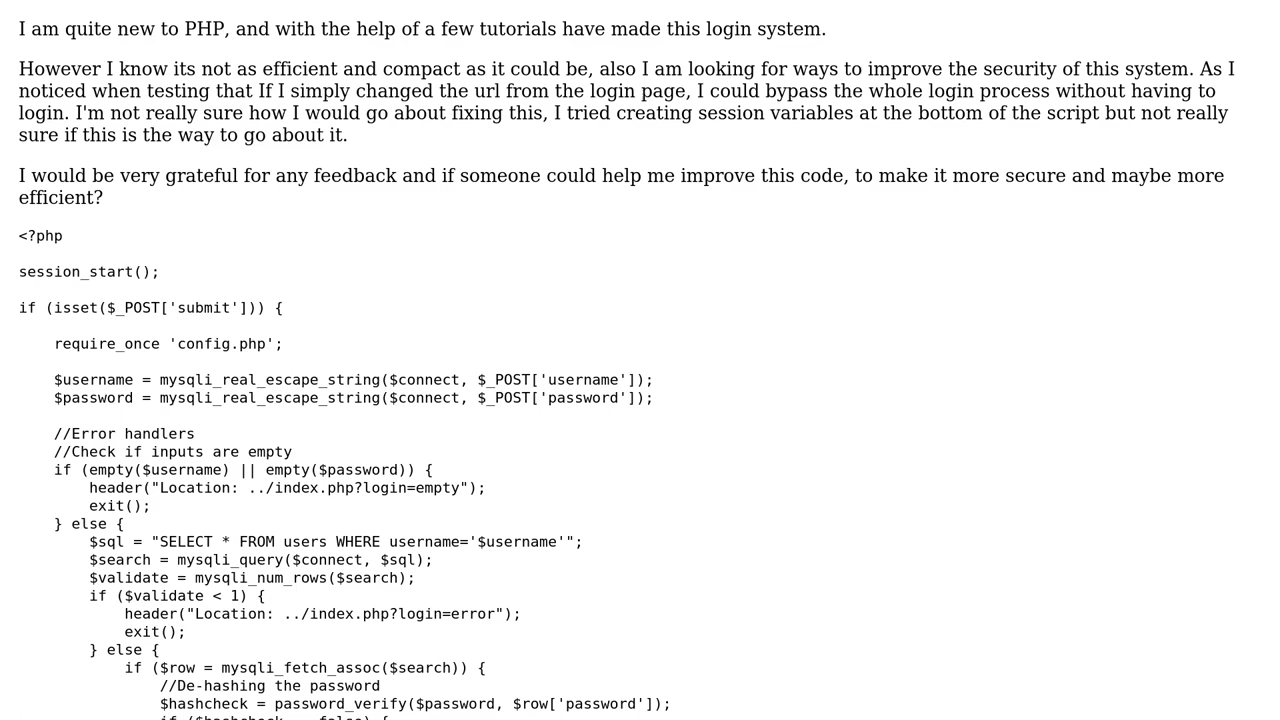 I am quite new to PHP, and with the help of a few tutorials have made this login system.
However I know its not as efficient and compact as it could be, also I am looking for ways to improve the security of this system. As I
noticed when testing that If I simply changed the url from the login page, I could bypass the whole login process without having to
login. I'm not really sure how I would go about fixing this, I tried creating session variables at the bottom of the script but not really
sure if this is the way to go about it.
I would be very grateful for any feedback and if someone could help me improve this code, to make it more secure and maybe more
efficient?
<?php
session_start();
if (isset($_POST['submit'])) {
    require_once 'config.php';
    $username = mysqli_real_escape_string($connect, $_POST['username']);
    $password = mysqli_real_escape_string($connect, $_POST['password']);
    //Error handlers
    //Check if inputs are empty
    if (empty($username) || empty($password)) {
        header("Location: ../index.php?login=empty");
        exit();
    } else {
        $sql = "SELECT * FROM users WHERE username='$username'";
        $search = mysqli_query($connect, $sql);
        $validate = mysqli_num_rows($search);
        if ($validate < 1) {
            header("Location: ../index.php?login=error");
            exit();
        } else {
            if ($row = mysqli_fetch_assoc($search)) {
                //De-hashing the password
                $hashcheck = password_verify($password, $row['password']);